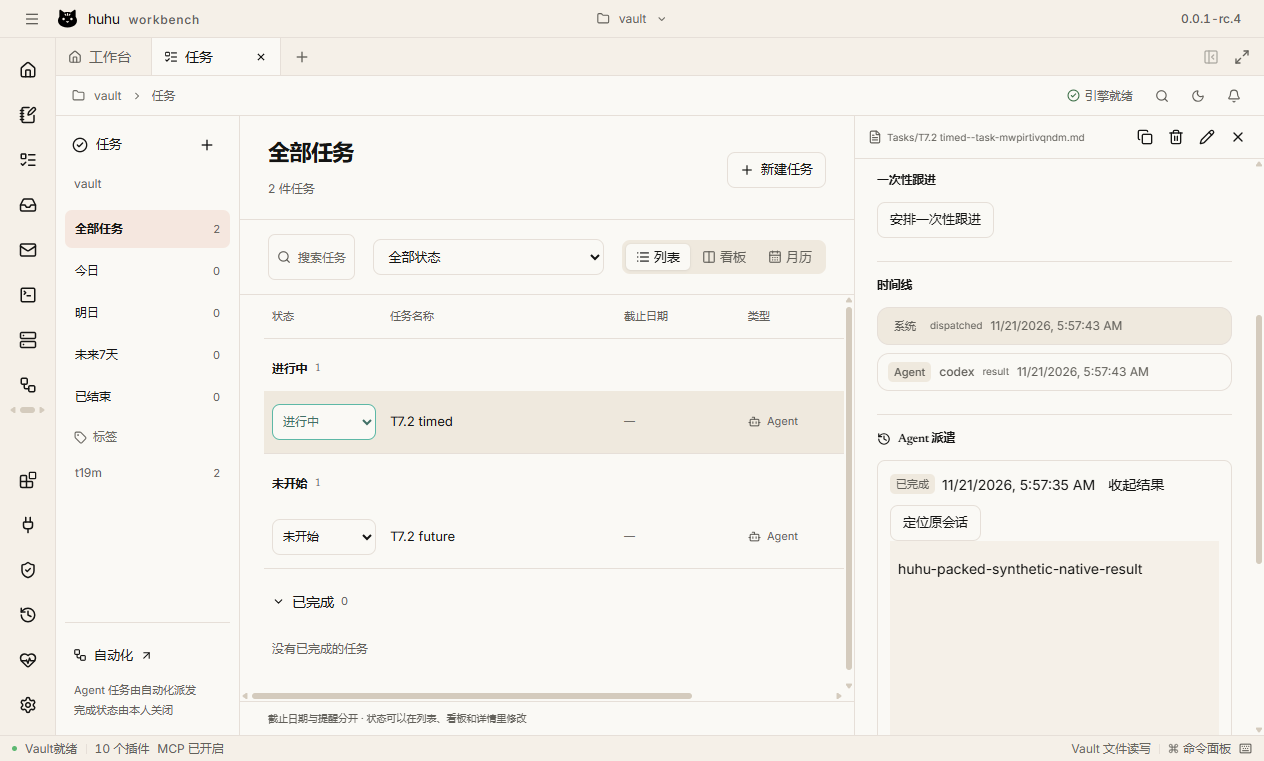 huhu workbench
vault
0.0.1-rc.4
工作台
任务
vault › 任务
引擎就绪
任务
vault
全部任务 2
今日 0
明日 0
未来7天 0
已结束 0
标签
t19m 2
自动化
Agent 任务由自动化派发
完成状态由本人关闭
全部任务
2 件任务
新建任务
搜索任务
全部状态
列表
看板
月历
状态 任务名称 截止日期 类型
进行中 1
进行中 T7.2 timed — Agent
未开始 1
未开始 T7.2 future — Agent
已完成 0
没有已完成的任务
截止日期与提醒分开 · 状态可以在列表、看板和详情里修改
Tasks/T7.2 timed--task-mwpirtivqndm.md
一次性跟进
安排一次性跟进
时间线
系统 dispatched 11/21/2026, 5:57:43 AM
Agent codex result 11/21/2026, 5:57:43 AM
Agent 派遣
已完成 11/21/2026, 5:57:35 AM 收起结果
定位原会话
huhu-packed-synthetic-native-result
Vault就绪 10 个插件 MCP 已开启
Vault 文件读写 ⌘ 命令面板